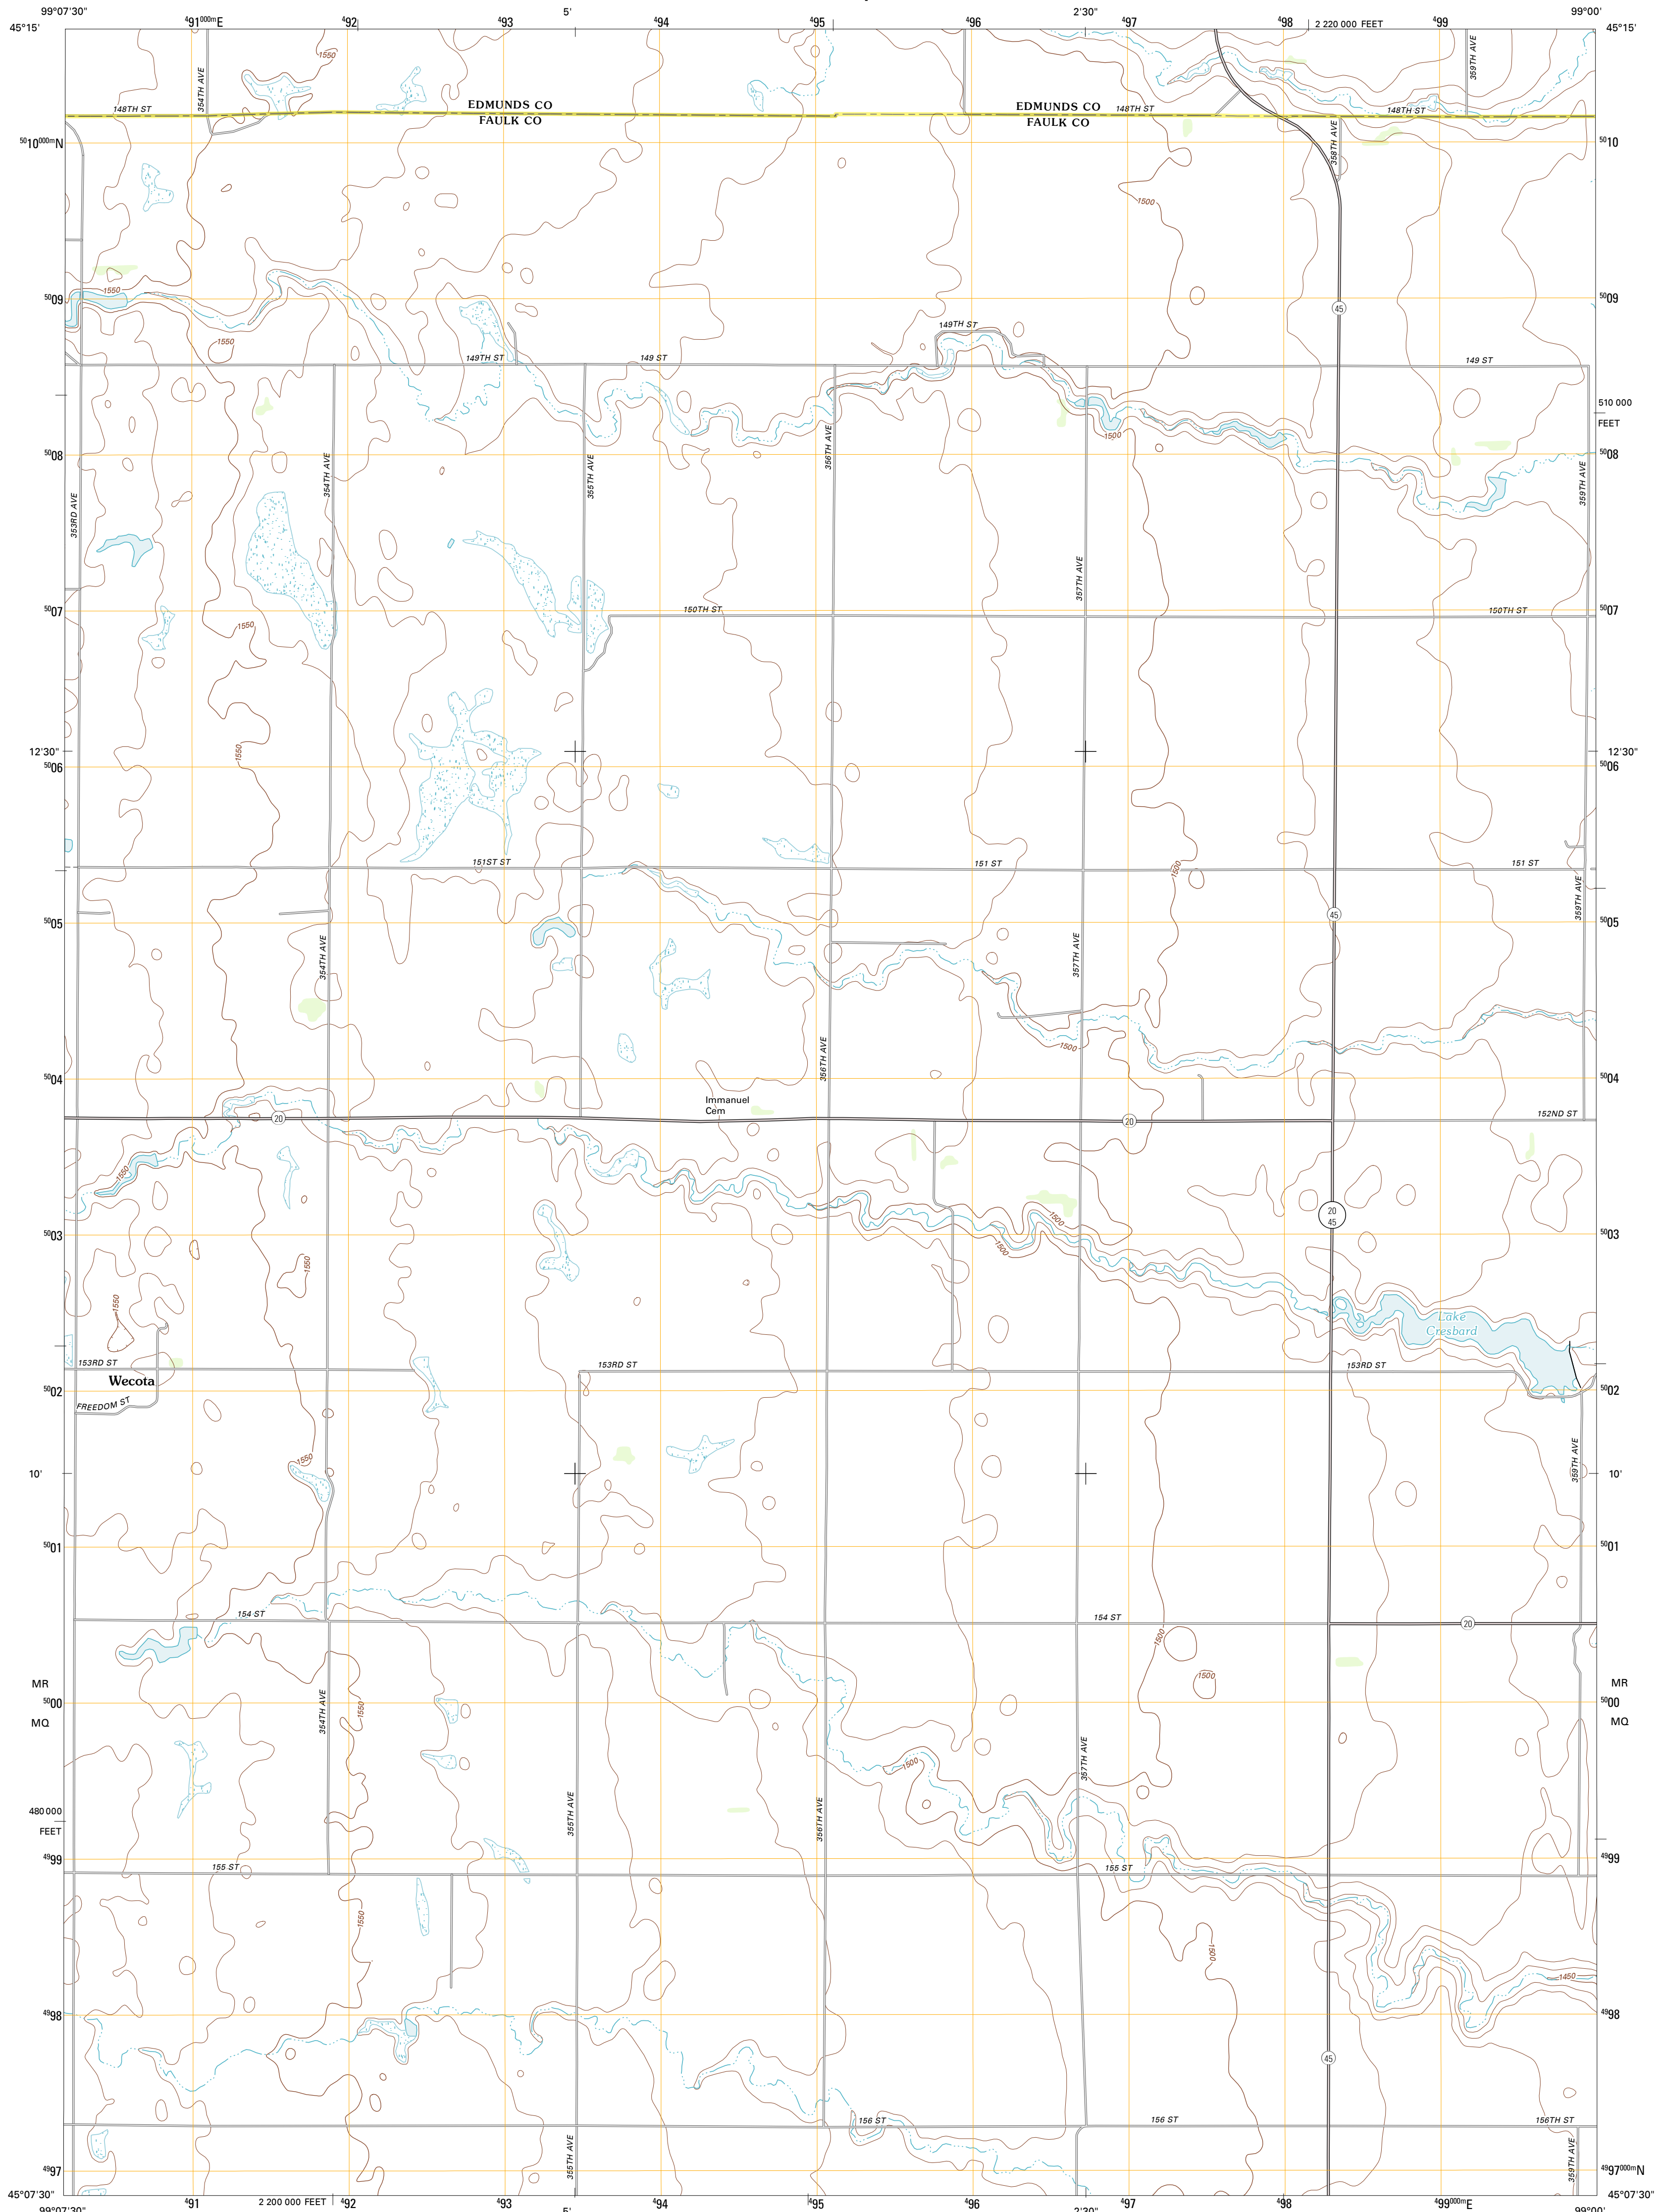 99°07'30"
⁴91⁰⁰⁰ᵐE
⁴92
⁴93
5'
⁴94
⁴95
⁴96
2'30"
⁴97
⁴98
2 220 000 FEET
⁴99
99°00'
45°15'
45°15'
1550
354TH AVE
359TH AVE
148TH ST
EDMUNDS CO
FAULK CO
EDMUNDS CO
FAULK CO
148TH ST
148TH ST
358TH AVE
⁵⁰10⁰⁰⁰ᵐN
⁵⁰10
1500
1550
⁵⁰09
⁵⁰09
45
1550
149TH ST
149 ST
149TH ST
149 ST
510 000
FEET
1500
⁵⁰08
⁵⁰08
353RD AVE
354TH AVE
355TH AVE
356TH AVE
357TH AVE
359TH AVE
⁵⁰07
⁵⁰07
150TH ST
150TH ST
1550
1550
12'30"
12'30"
⁵⁰06
⁵⁰06
151ST ST
151 ST
151 ST
1500
⁵⁰05
⁵⁰05
45
359TH AVE
354TH AVE
357TH AVE
356TH AVE
1500
⁵⁰04
⁵⁰04
Immanuel
Cem
20
20
152ND ST
1550
20
45
1500
1500
⁵⁰03
⁵⁰03
1550
1550
Lake
Cresbard
153RD ST
153RD ST
153RD ST
Wecota
FREEDOM ST
⁵⁰02
⁵⁰02
1550
10'
10'
359TH AVE
⁵⁰01
⁵⁰01
154 ST
154 ST
20
1500
1500
MR
MQ
MR
MQ
⁵⁰00
⁵⁰00
354TH AVE
1550
1500
357TH AVE
480 000
FEET
355TH AVE
356TH AVE
⁴⁹99
⁴⁹99
155 ST
155 ST
1550
1500
1450
⁴⁹98
⁴⁹98
45
156 ST
156 ST
156TH ST
355TH AVE
359TH AVE
⁴⁹97
⁴⁹97⁰⁰⁰ᵐN
45°07'30"
45°07'30"
99°07'30"
⁴91
2 200 000 FEET
⁴92
⁴93
5'
⁴94
⁴95
⁴96
2'30"
⁴97
⁴98
⁴99⁰⁰⁰ᵐE
99°00'